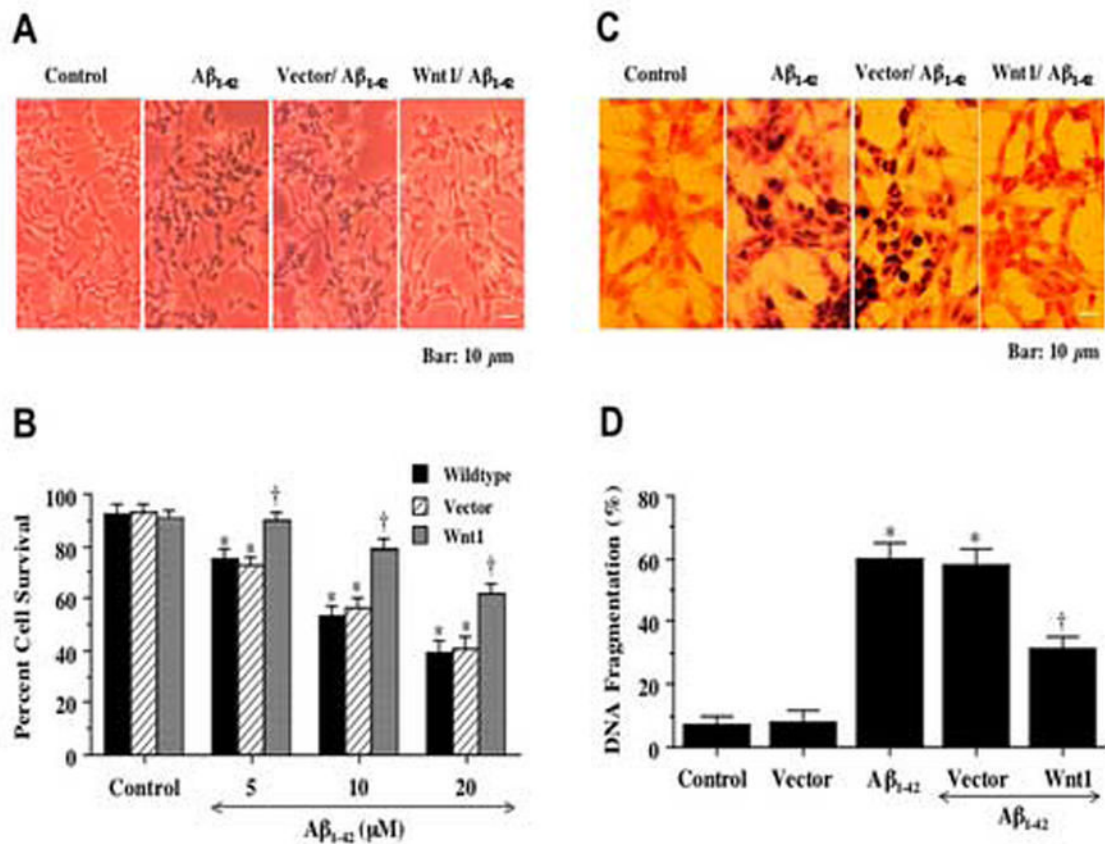 A
Control Aβ1-42 Vector/ Aβ1-42 Wnt1/ Aβ1-42
Bar: 10 μm
C
Control Aβ1-42 Vector/ Aβ1-42 Wnt1/ Aβ1-42
Bar: 10 μm
B
Wildtype
Vector
Wnt1
Percent Cell Survival
100
80
60
40
20
0
* * †
* * †
* * †
Control 5 10 20
Aβ1-42 (μM)
D
DNA Fragmentation (%)
80
60
40
20
0
* * †
Control Vector Aβ1-42 Vector Wnt1
Aβ1-42